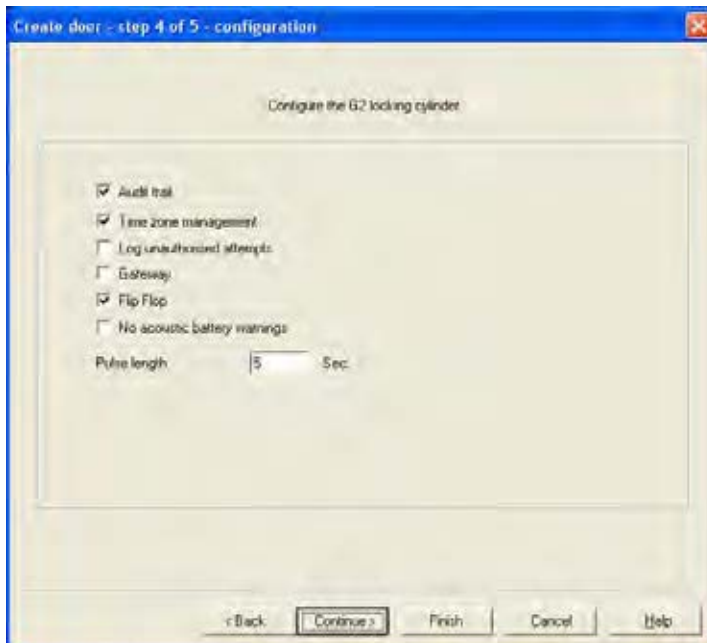 Create door - step 4 of 5 - configuration
Configure the G2 locking cylinder
Audit trail
Time zone management
Log unauthorised attempts
Gateway
Flip Flop
No acoustic battery warnings
Pulse length 5 Sec.
< Back Continue > Finish Cancel Help